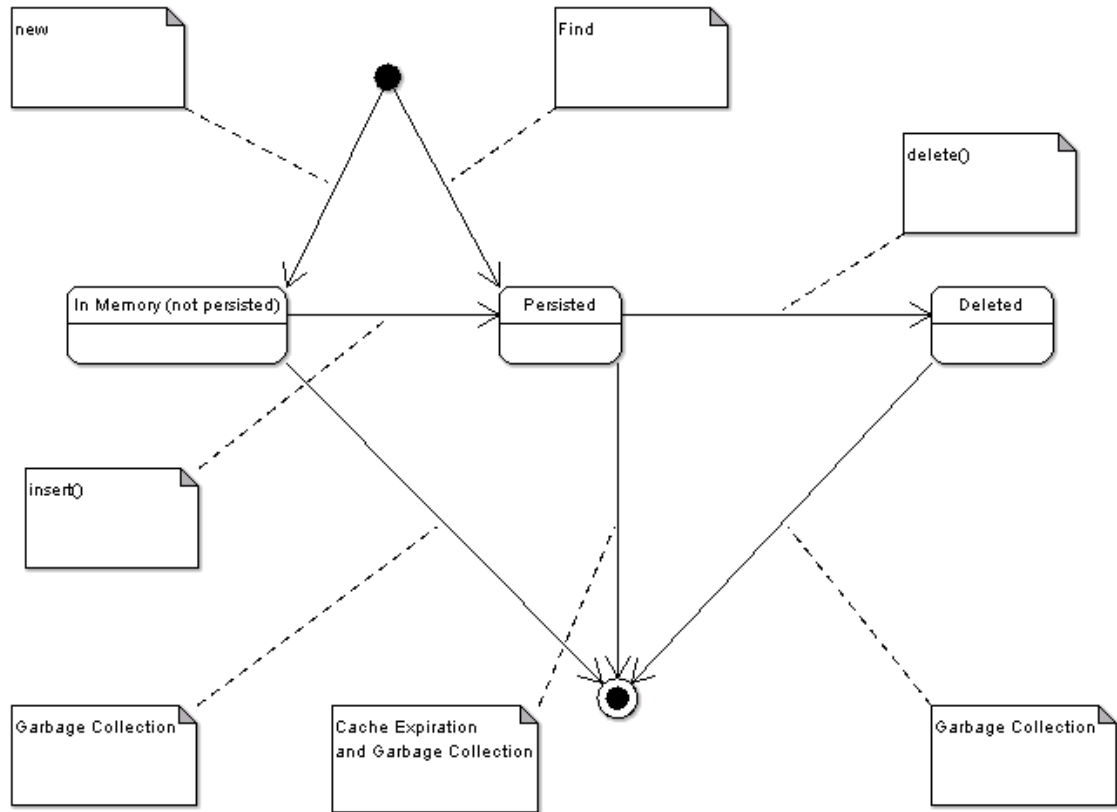 new
Find
delete()
In Memory (not persisted)
Persisted
Deleted
insert()
Garbage Collection
Cache Expiration
and Garbage Collection
Garbage Collection